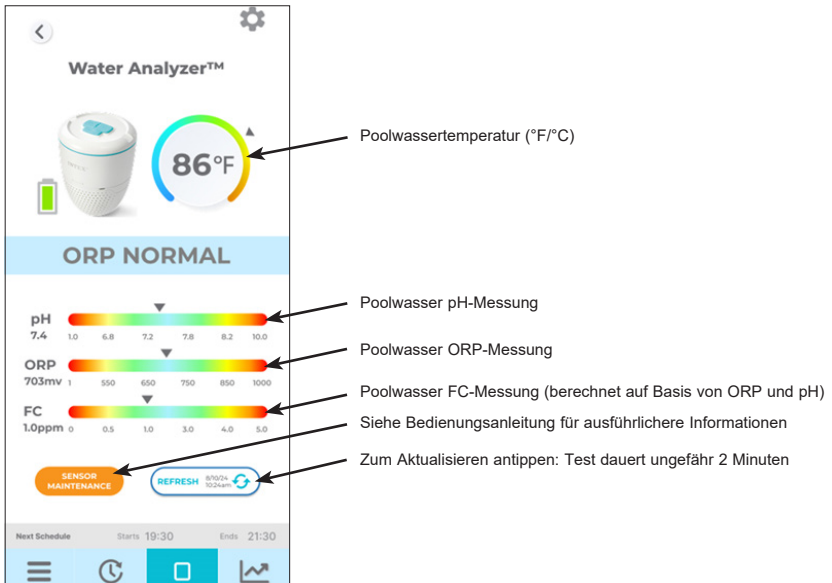 Water Analyzer™
86°F
Poolwassertemperatur (°F/°C)
ORP NORMAL
Poolwasser pH-Messung
pH
7.4 1.0 6.8 7.2 7.8 8.2 10.0
Poolwasser ORP-Messung
ORP
703mv 1 550 650 750 850 1000
Poolwasser FC-Messung (berechnet auf Basis von ORP und pH)
FC
1.0ppm 0 0.5 1.0 3.0 4.0 5.0
Siehe Bedienungsanleitung für ausführlichere Informationen
Zum Aktualisieren antippen: Test dauert ungefähr 2 Minuten
SENSOR
MAINTENANCE
REFRESH 8/10/24
10:24am
Next Schedule Starts 19:30 Ends 21:30